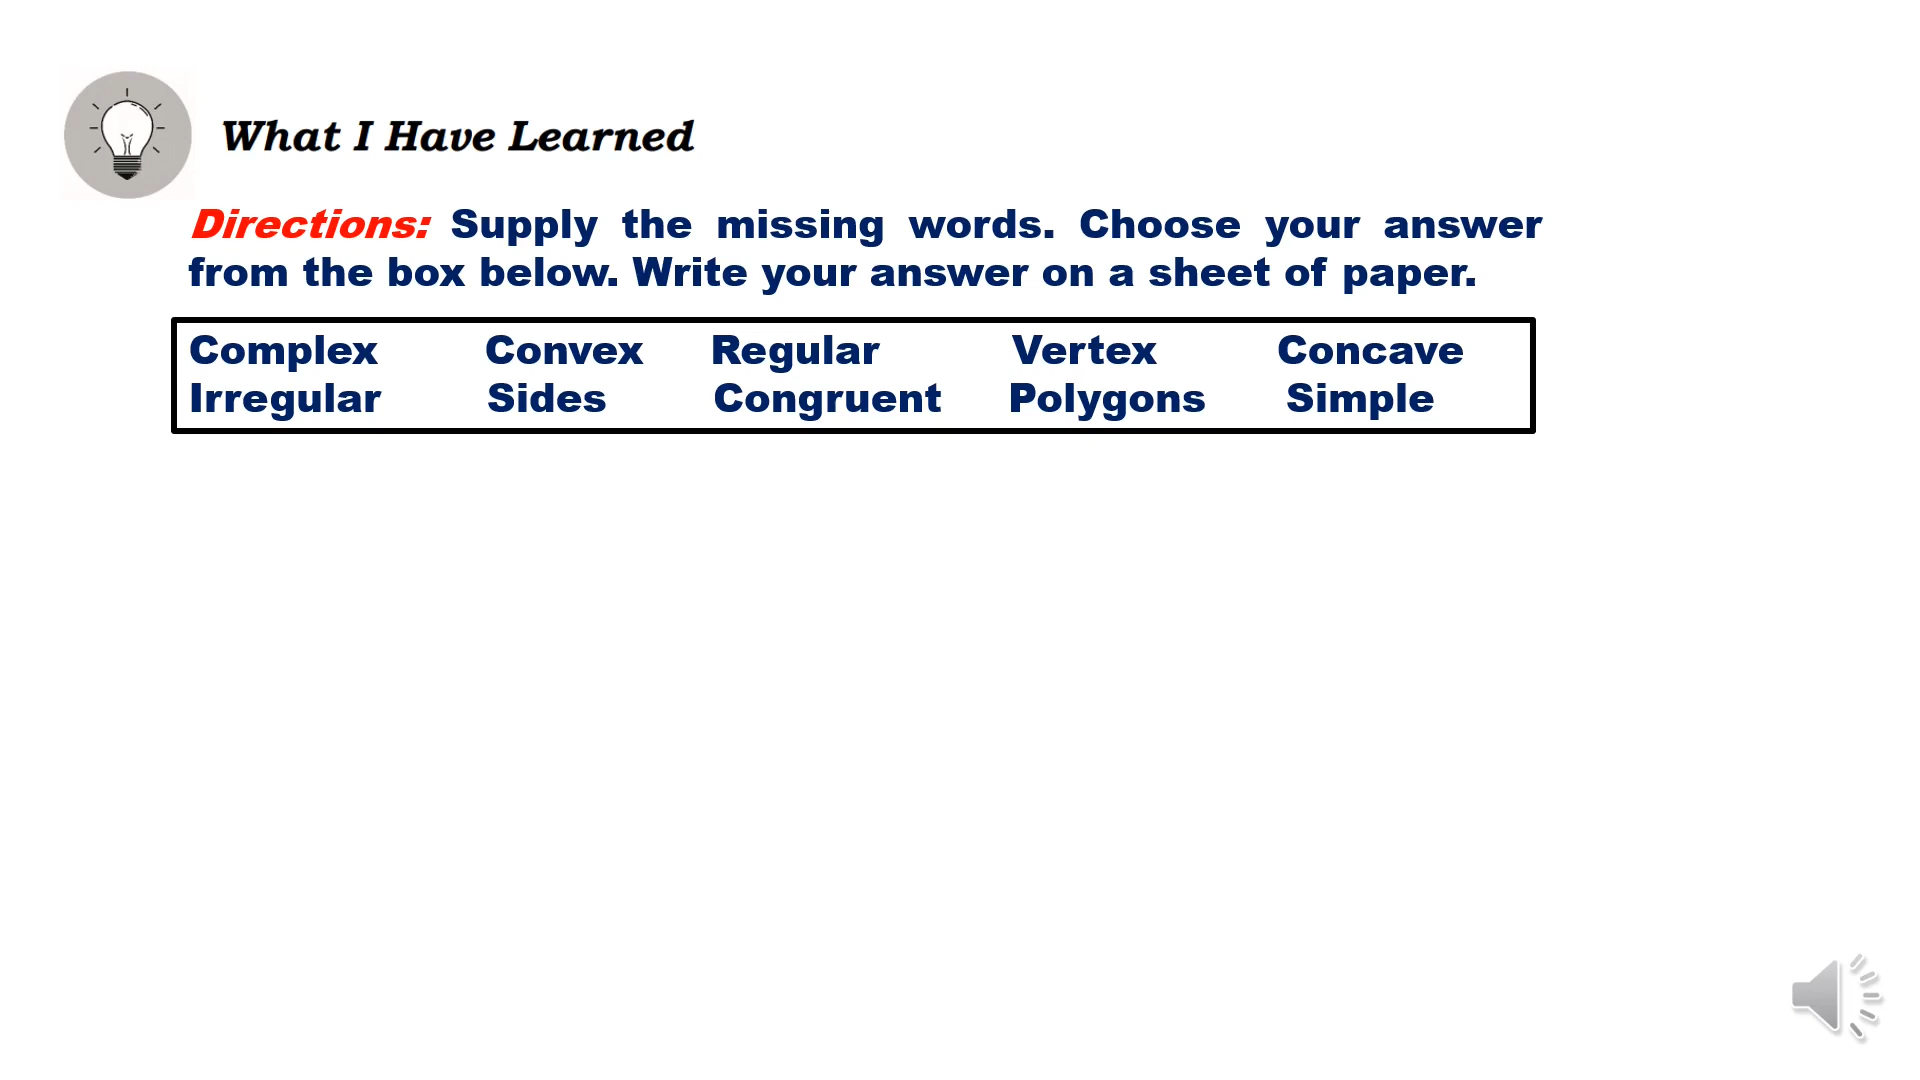 What I Have Learned
Directions: Supply the missing words. Choose your answer
from the box below. Write your answer on a sheet of paper.
Complex Convex Regular Vertex Concave
Irregular Sides Congruent Polygons Simple